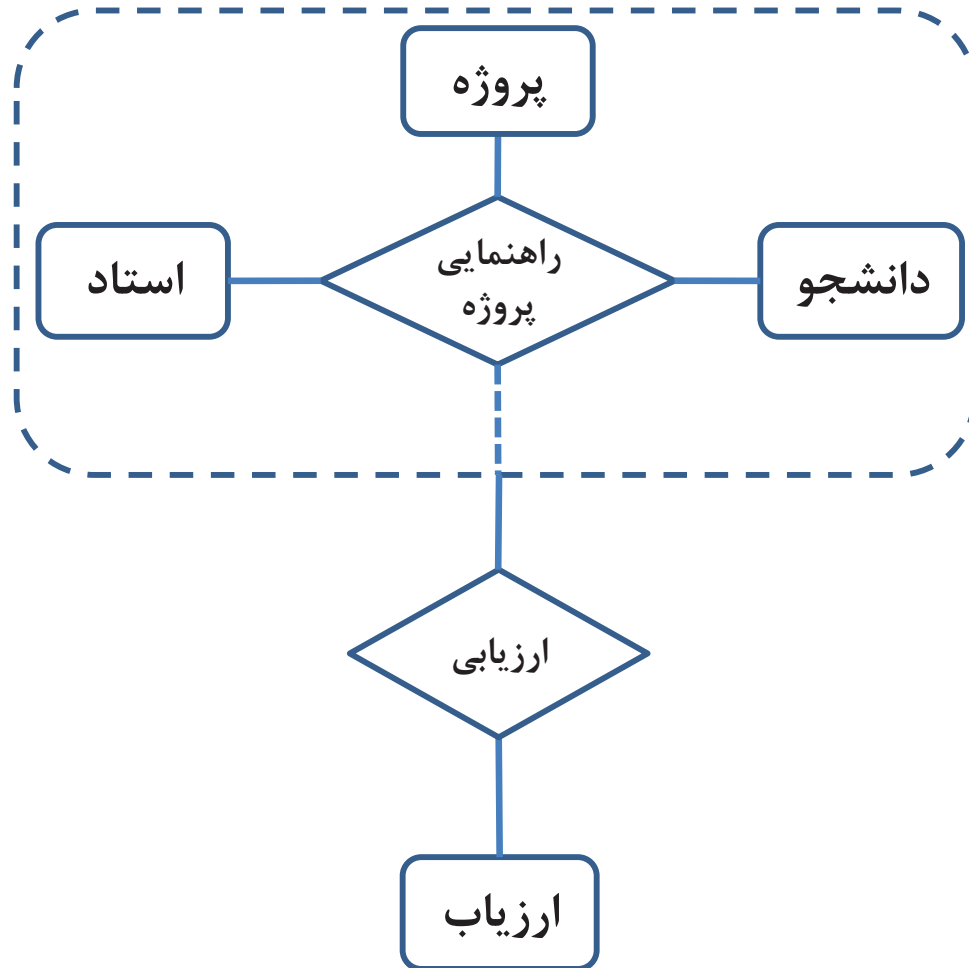 پروژه
دانشجو
راهنمایی
پروژه
استاد
ارزیابی
ارزیاب